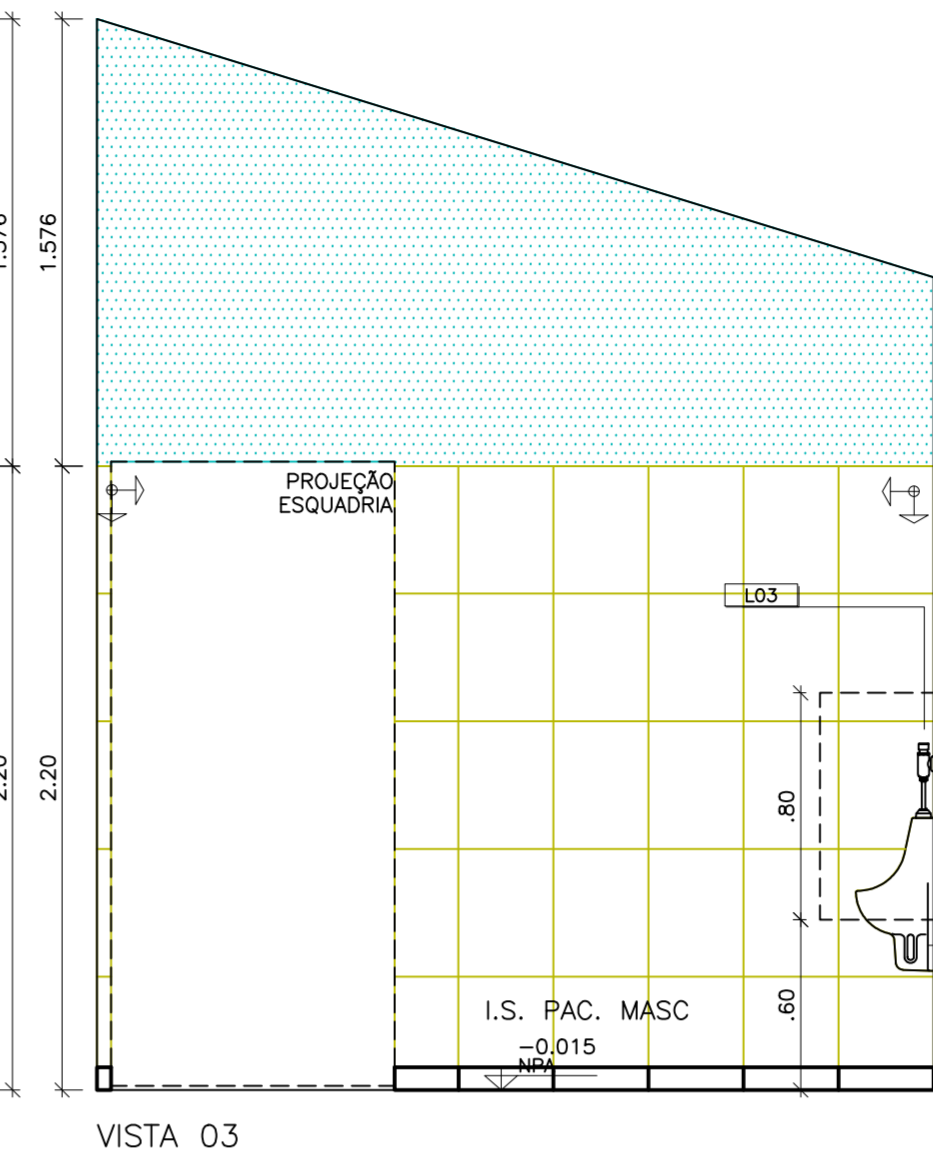 1.576
PROJEÇÃO
ESQUADRIA
L03
2.20
.80
.60
I.S. PAC. MASC
-0.015
NPA
VISTA 03